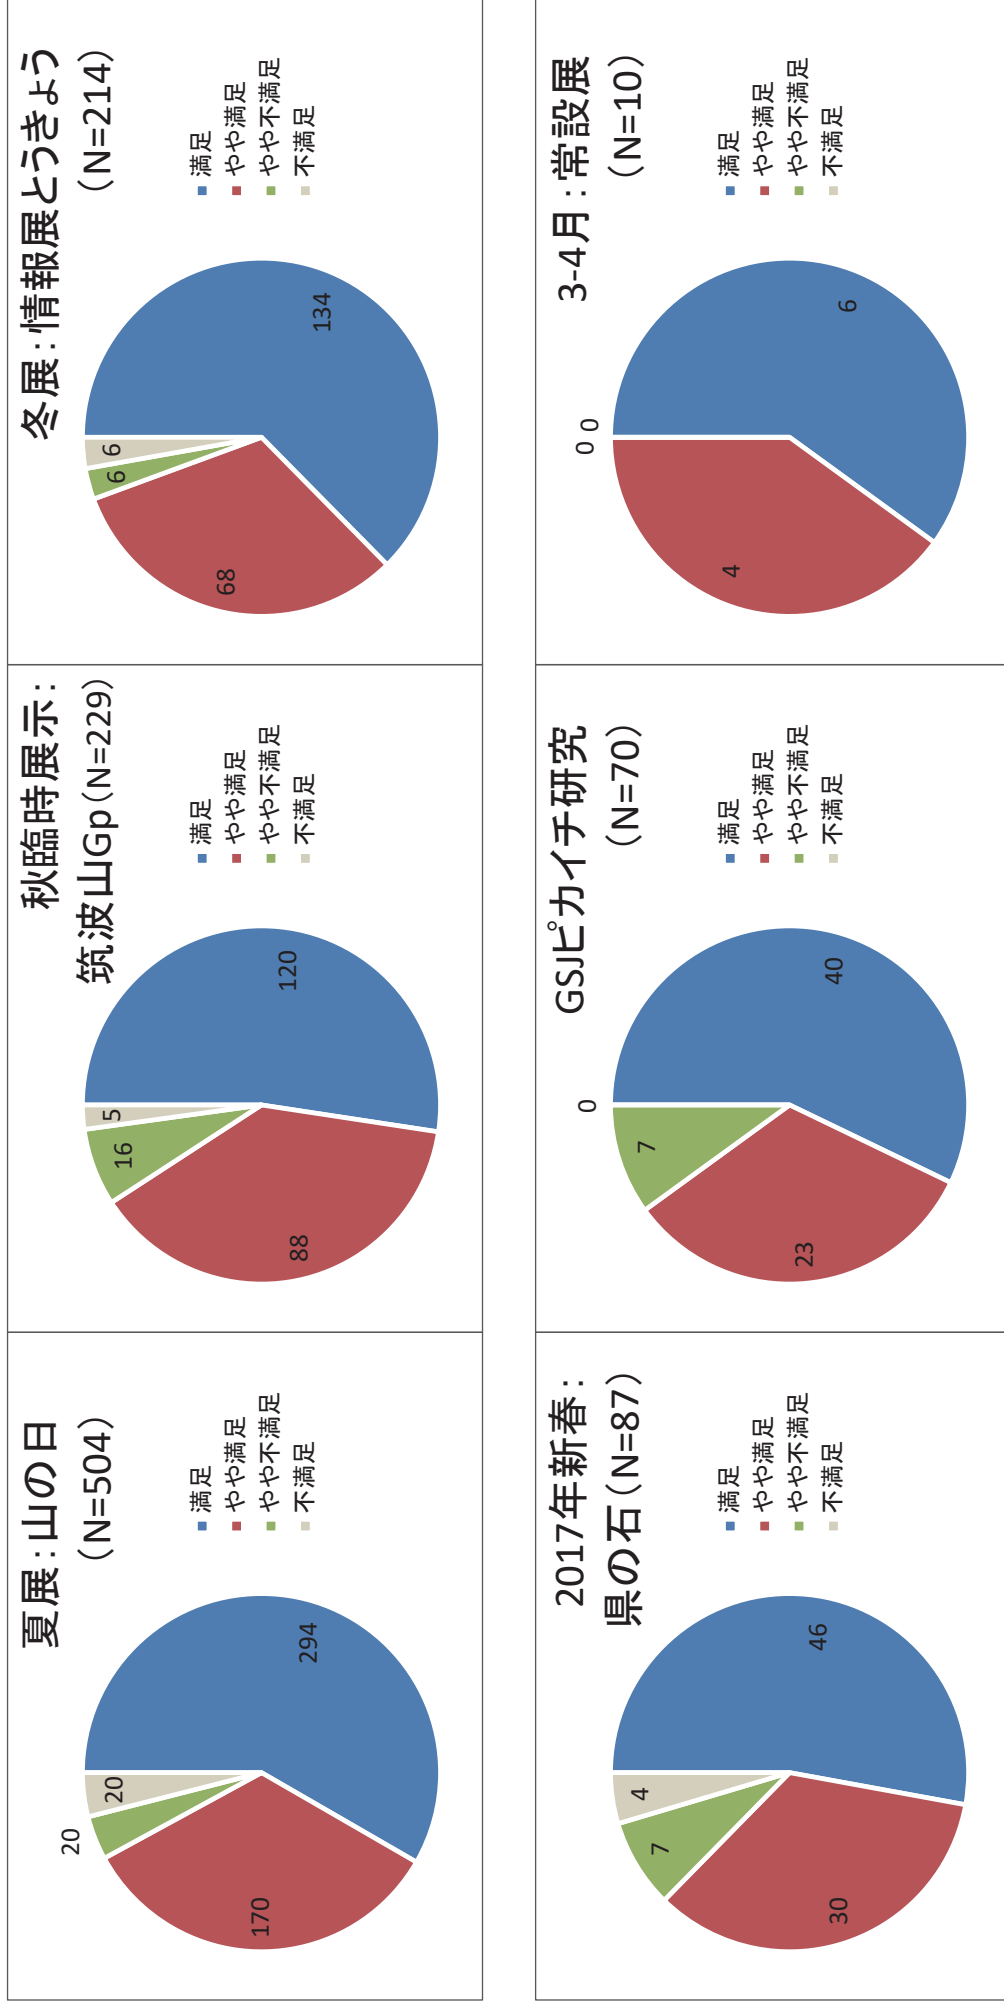 夏展：山の日
（N=504）
294
170
20
20
満足
やや満足
やや不満足
不満足
秋臨時展示：
筑波山Gp（N=229）
120
88
16
5
満足
やや満足
やや不満足
不満足
冬展：情報展とうきょう
（N=214）
134
68
6
6
満足
やや満足
やや不満足
不満足
2017年新春：
県の石（N=87）
46
30
7
4
満足
やや満足
やや不満足
不満足
GSJピカイチ研究
（N=70）
40
23
7
0
満足
やや満足
やや不満足
不満足
3-4月：常設展
（N=10）
6
4
0 0
満足
やや満足
やや不満足
不満足